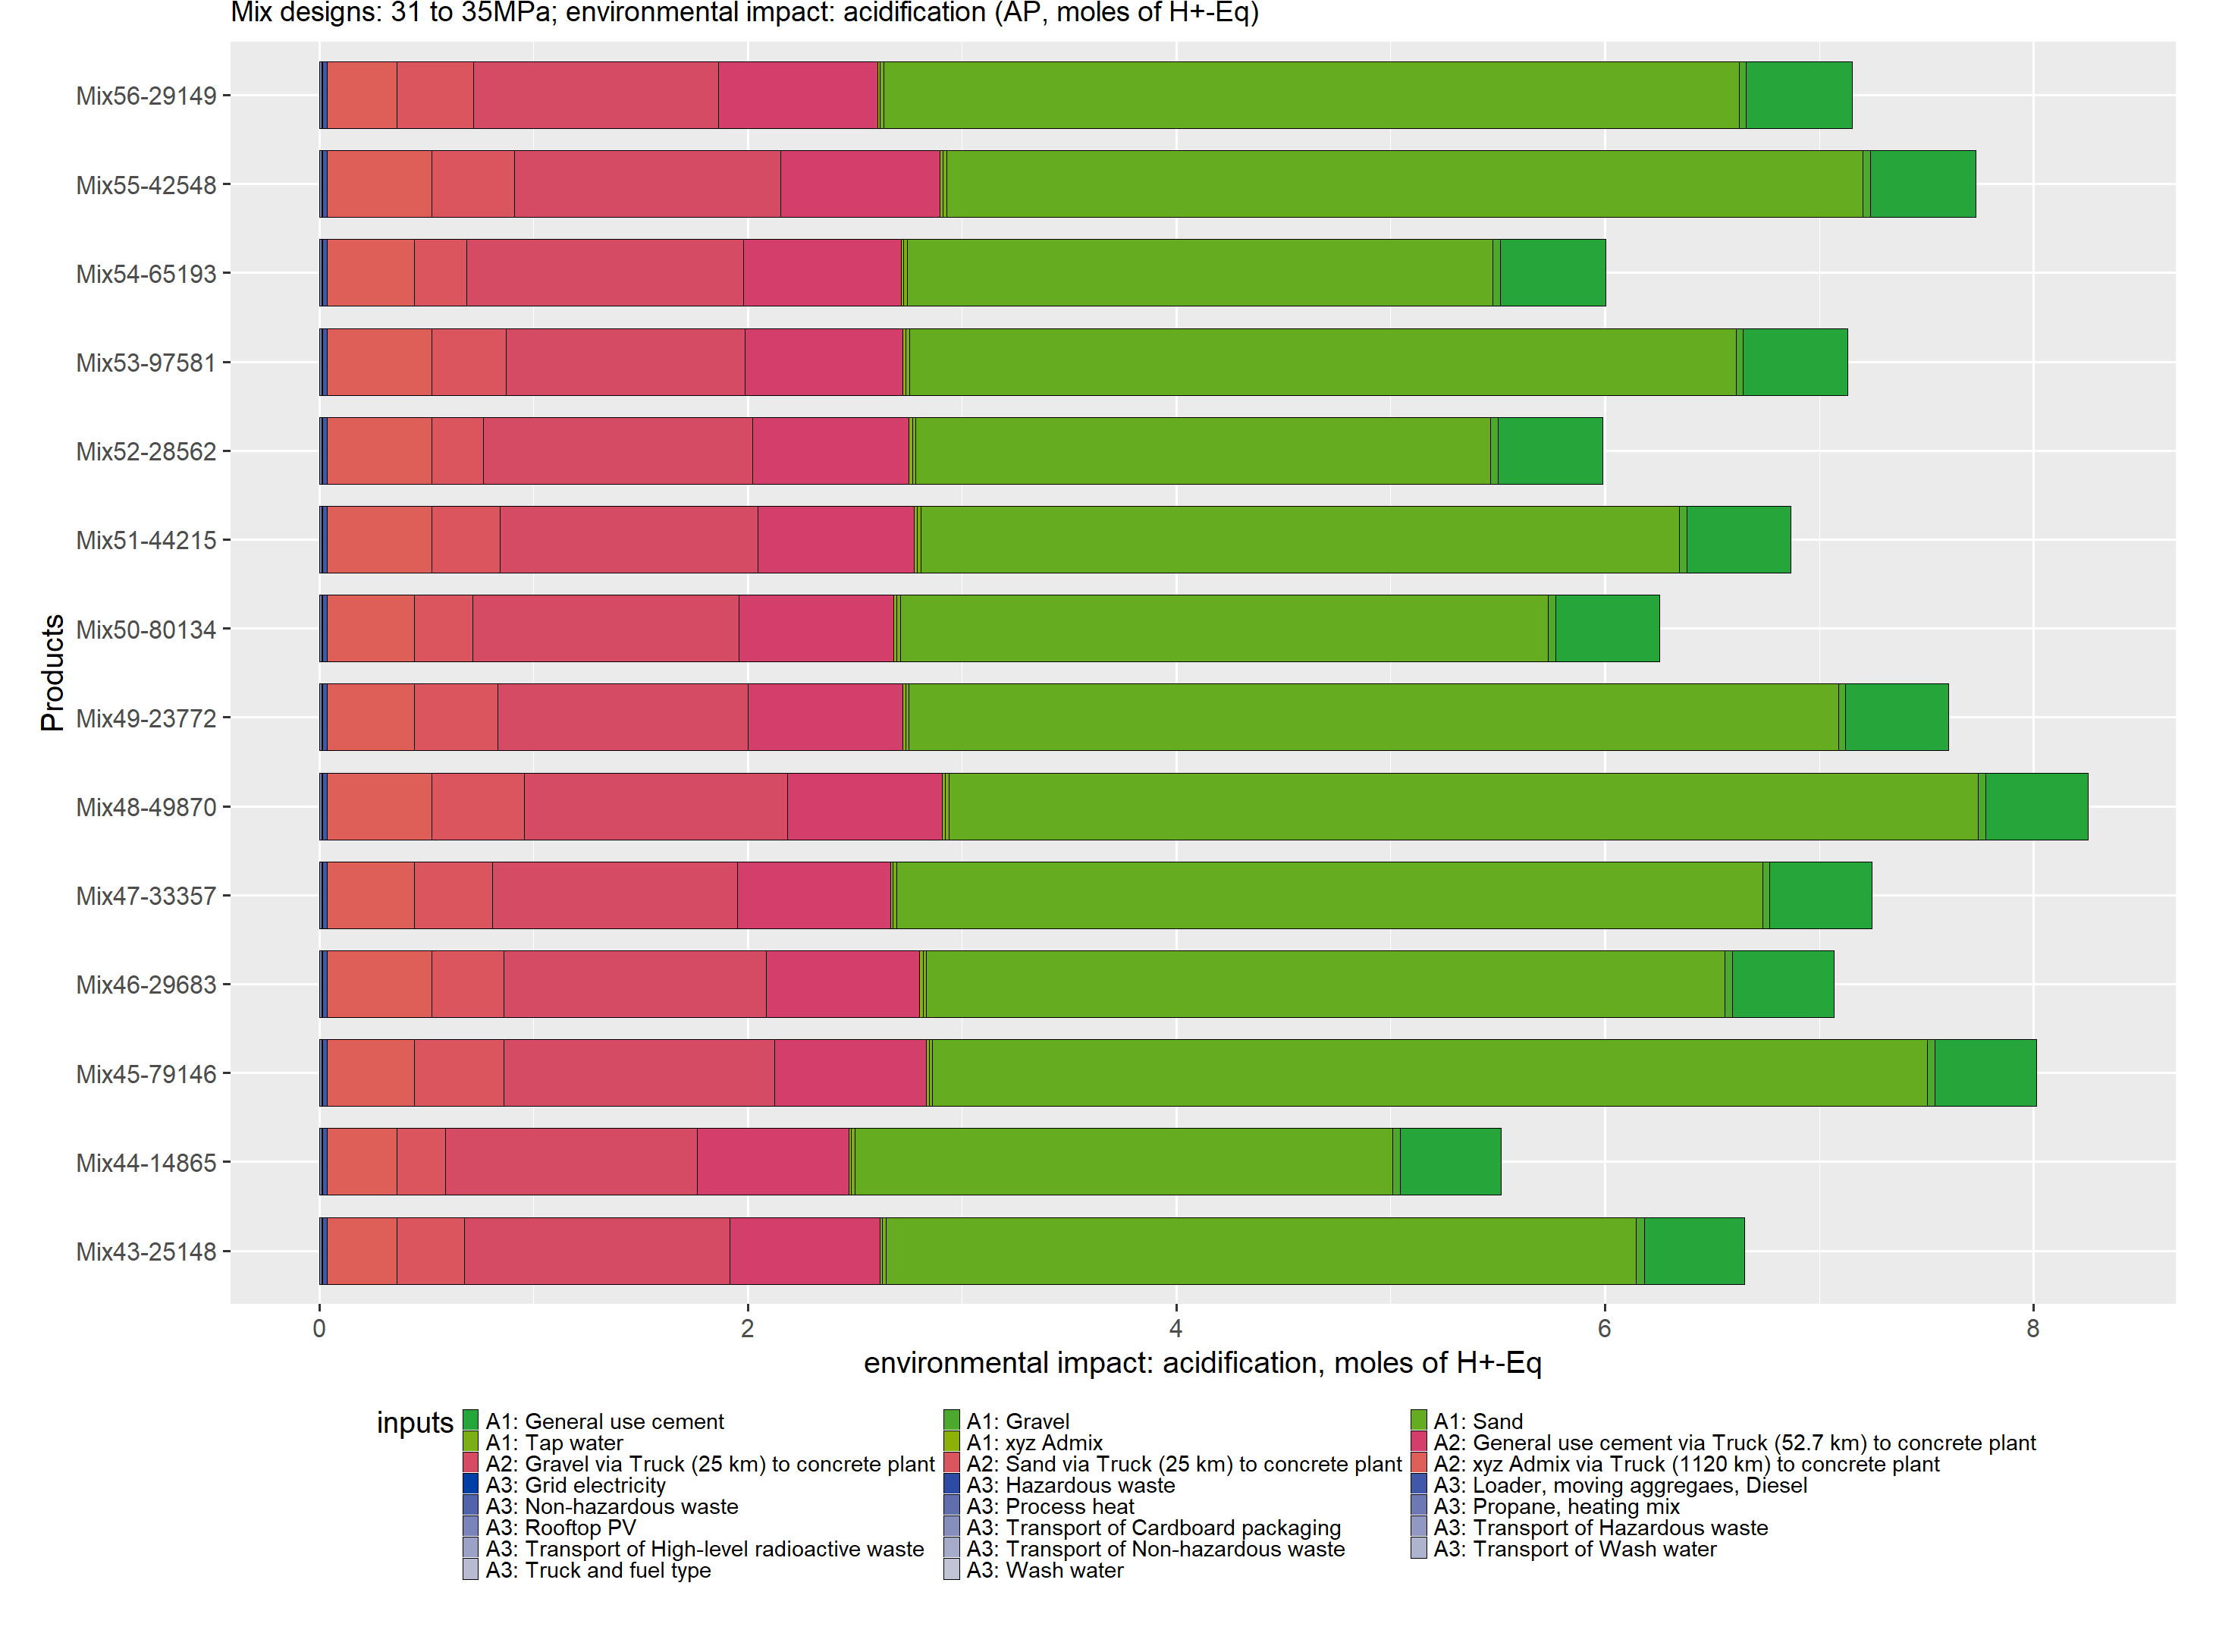 Mix designs: 31 to 35MPa; environmental impact: acidification (AP, moles of H+-Eq)
Mix56-29149
Mix55-42548
Mix54-65193
Mix53-97581
Mix52-28562
Mix51-44215
Mix50-80134
Mix49-23772
Mix48-49870
Mix47-33357
Mix46-29683
Mix45-79146
Mix44-14865
Mix43-25148
Products
0 2 4 6 8
environmental impact: acidification, moles of H+-Eq
inputs
A1: General use cement A1: Gravel A1: Sand
A1: Tap water A1: xyz Admix A2: General use cement via Truck (52.7 km) to concrete plant
A2: Gravel via Truck (25 km) to concrete plant A2: Sand via Truck (25 km) to concrete plant A2: xyz Admix via Truck (1120 km) to concrete plant
A3: Grid electricity A3: Hazardous waste A3: Loader, moving aggregaes, Diesel
A3: Non-hazardous waste A3: Process heat A3: Propane, heating mix
A3: Rooftop PV A3: Transport of Cardboard packaging A3: Transport of Hazardous waste
A3: Transport of High-level radioactive waste A3: Transport of Non-hazardous waste A3: Transport of Wash water
A3: Truck and fuel type A3: Wash water